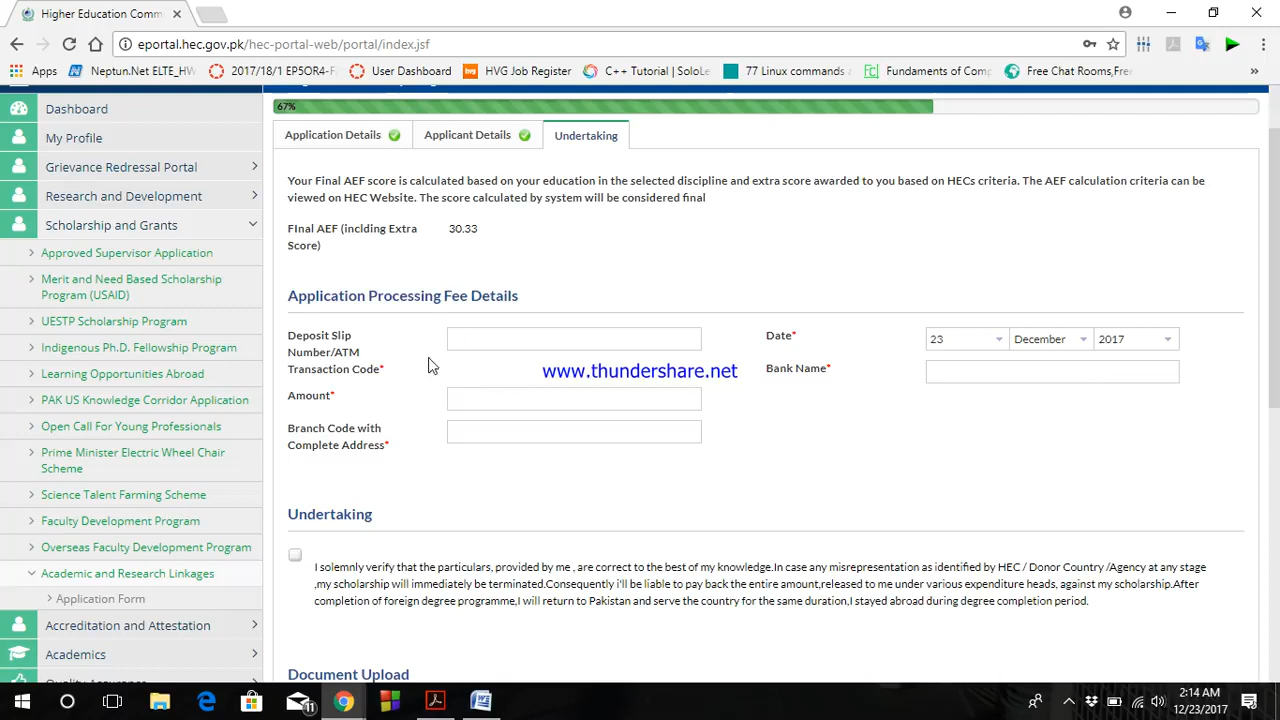 Higher Education Comm
eportal.hec.gov.pk/hec-portal-web/portal/index.jsf
Apps
Neptun.Net ELTE_HW
2017/18/1 EP5OR4-F
User Dashboard
HVG Job Register
C++ Tutorial | SoloLe
77 Linux commands a
Fundaments of Comp
Free Chat Rooms,Fre
»
67%
Dashboard
My Profile
Grievance Redressal Portal
Research and Development
Scholarship and Grants
Approved Supervisor Application
Merit and Need Based Scholarship
Program (USAID)
UESTP Scholarship Program
Indigenous Ph.D. Fellowship Program
Learning Opportunities Abroad
PAK US Knowledge Corridor Application
Open Call For Young Professionals
Prime Minister Electric Wheel Chair
Scheme
Science Talent Farming Scheme
Faculty Development Program
Overseas Faculty Development Program
Academic and Research Linkages
Application Form
Accreditation and Attestation
Academics
Application Details
Applicant Details
Undertaking
Your Final AEF score is calculated based on your education in the selected discipline and extra score awarded to you based on HECs criteria. The AEF calculation criteria can be
viewed on HEC Website. The score calculated by system will be considered final
FInal AEF (inclding Extra
Score)
30.33
Application Processing Fee Details
Deposit Slip
Number/ATM
Transaction Code*
Date*
23
December
2017
www.thundershare.net
Bank Name*
Amount*
Branch Code with
Complete Address*
Undertaking
I solemnly verify that the particulars, provided by me , are correct to the best of my knowledge.In case any misrepresentation as identified by HEC / Donor Country /Agency at any stage
,my scholarship will immediately be terminated.Consequently i'll be liable to pay back the entire amount,released to me under various expenditure heads, against my scholarship.After
completion of foreign degree programme,I will return to Pakistan and serve the country for the same duration,I stayed abroad during degree completion period.
Document Upload
11
2:14 AM
12/23/2017